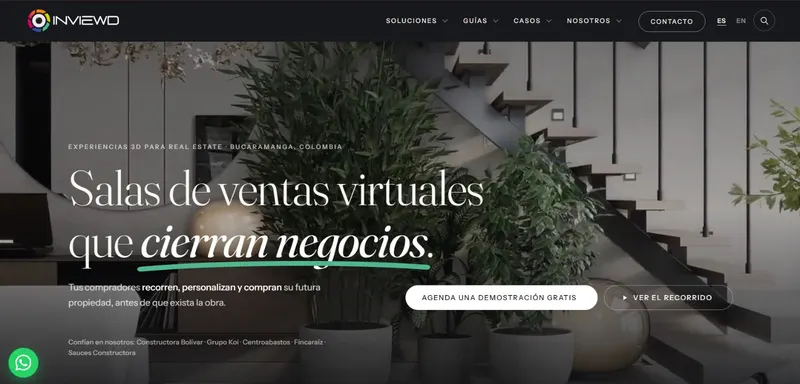 INVIEWD
SOLUCIONES GUÍAS CASOS NOSOTROS CONTACTO ES EN
EXPERIENCIAS 3D PARA REAL ESTATE · BUCARAMANGA, COLOMBIA
Salas de ventas virtuales
que cierran negocios.
Tus compradores recorren, personalizan y compran su futura
propiedad, antes de que exista la obra.
AGENDA UNA DEMOSTRACIÓN GRATIS
VER EL RECORRIDO
Confían en nosotros: Constructora Bolívar · Grupo Koi · Centroabastos · Fincaraíz ·
Sauces Constructora